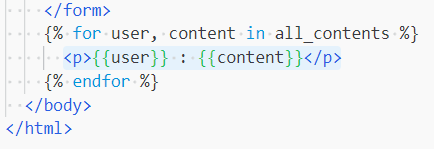 </form>
{% for user, content in all_contents %}
<p>{{user}} : {{content}}</p>
{% endfor %}
</body>
</html>